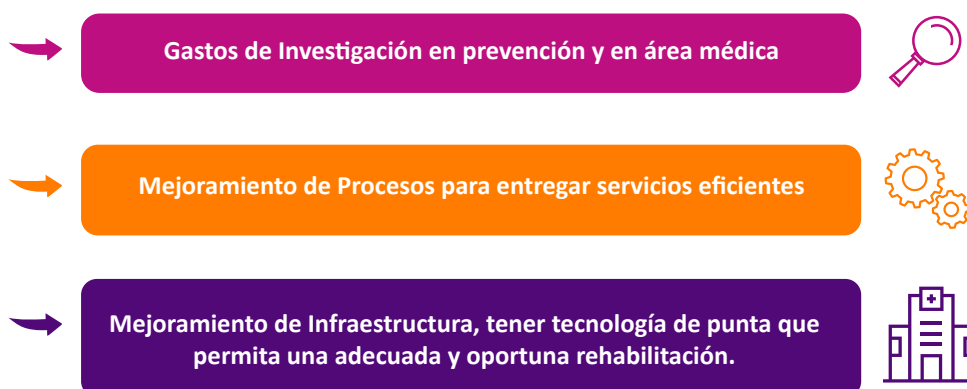 Gastos de Investigación en prevención y en área médica
Mejoramiento de Procesos para entregar servicios eficientes
Mejoramiento de Infraestructura, tener tecnología de punta que
permita una adecuada y oportuna rehabilitación.